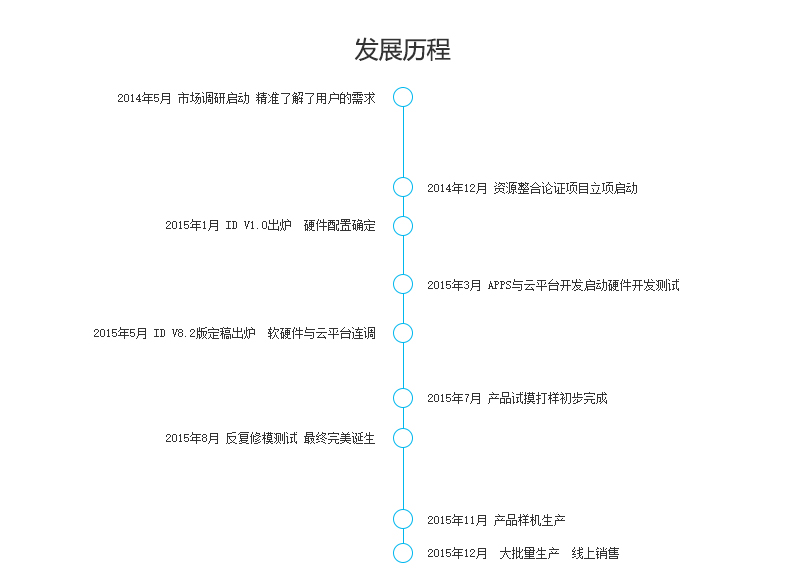 发展历程
2014年5月 市场调研启动 精准了解了用户的需求
2014年12月 资源整合论证项目立项启动
2015年1月 ID V1.0出炉  硬件配置确定
2015年3月 APPS与云平台开发启动硬件开发测试
2015年5月 ID V8.2版定稿出炉  软硬件与云平台连调
2015年7月 产品试摸打样初步完成
2015年8月 反复修模测试 最终完美诞生
2015年11月 产品样机生产
2015年12月  大批量生产  线上销售